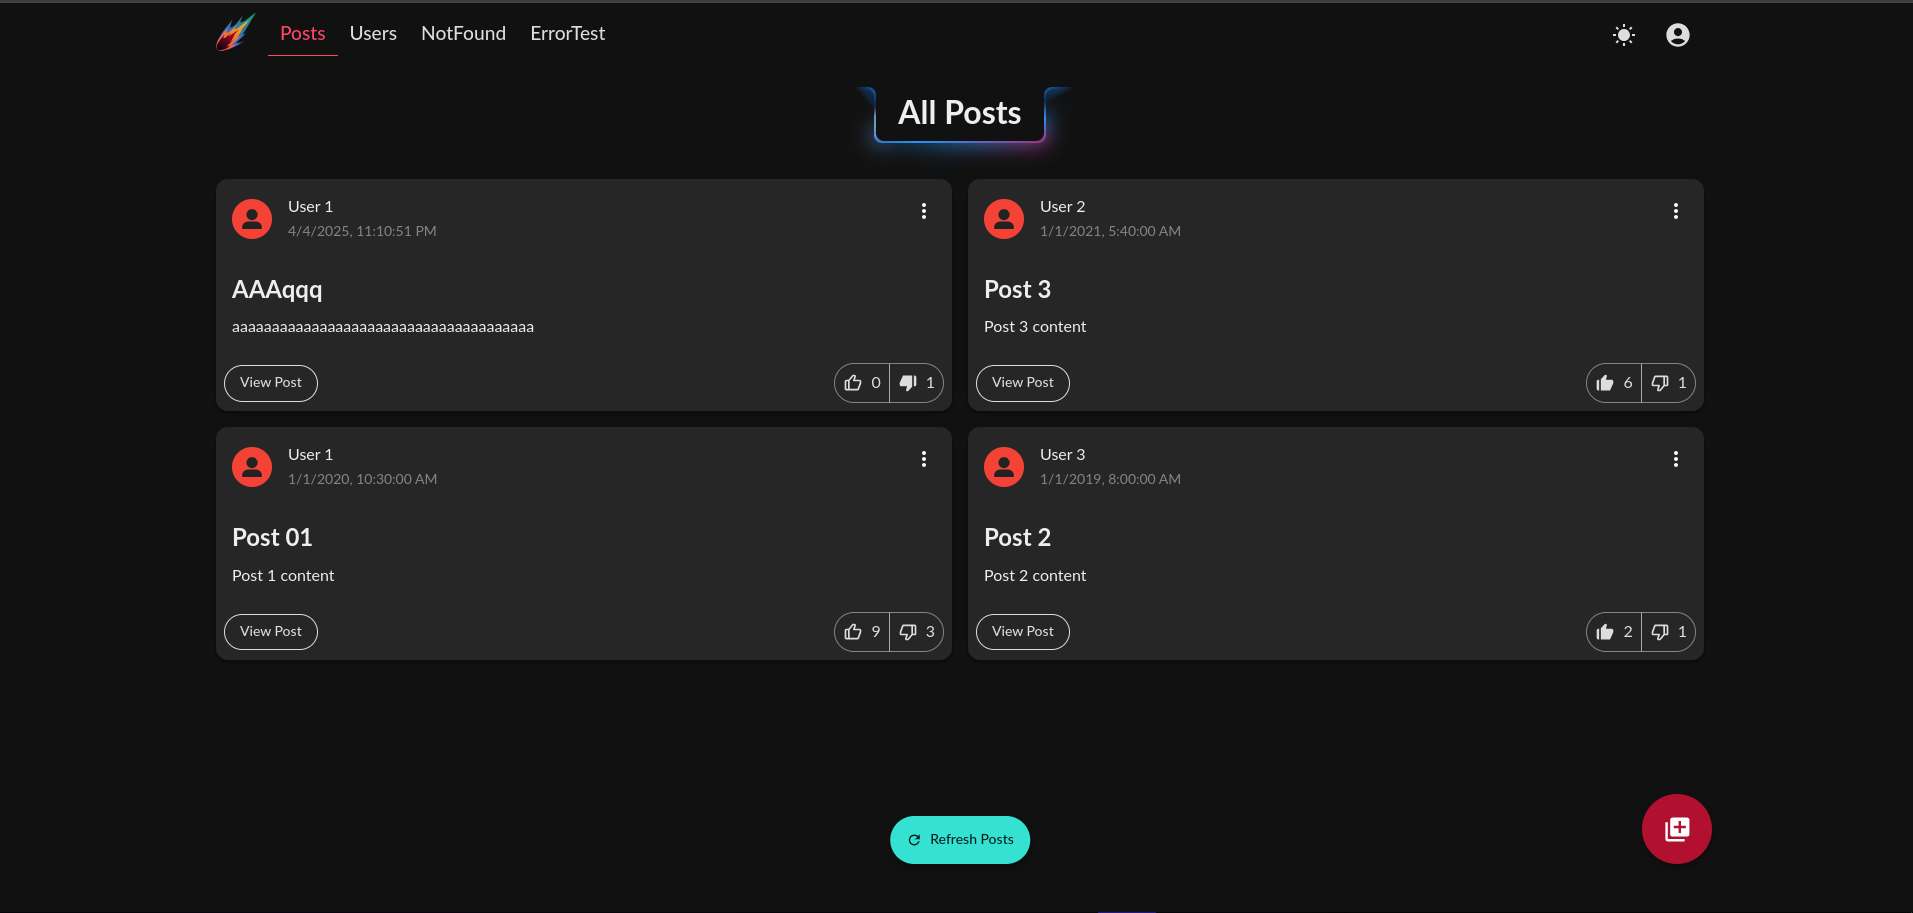 Posts Users NotFound ErrorTest
All Posts
User 1
4/4/2025, 11:10:51 PM
AAAqqq
aaaaaaaaaaaaaaaaaaaaaaaaaaaaaaaaaaaaaa
View Post 0 1
User 2
1/1/2021, 5:40:00 AM
Post 3
Post 3 content
View Post 6 1
User 1
1/1/2020, 10:30:00 AM
Post 01
Post 1 content
View Post 9 3
User 3
1/1/2019, 8:00:00 AM
Post 2
Post 2 content
View Post 2 1
Refresh Posts